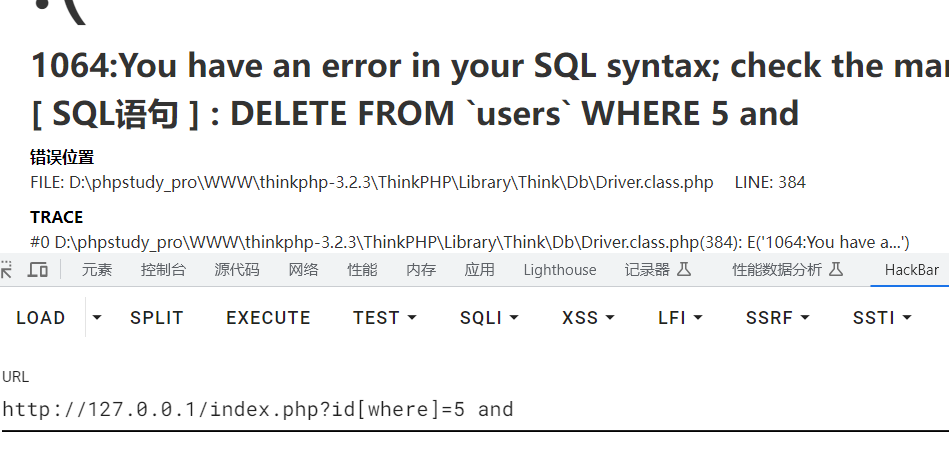 :(
1064:You have an error in your SQL syntax; check the
[ SQL语句 ] : DELETE FROM `users` WHERE 5 and
错误位置
FILE: D:\phpstudy_pro\WWW\thinkphp-3.2.3\ThinkPHP\Library\Think\Db\Driver.class.php LINE: 384
TRACE
#0 D:\phpstudy_pro\WWW\thinkphp-3.2.3\ThinkPHP\Library\Think\Db\Driver.class.php(384): E('1064:You have a...')
元素 控制台 源代码 网络 性能 内存 应用 Lighthouse 记录器 性能数据分析 HackBar
LOAD SPLIT EXECUTE TEST SQLI XSS LFI SSRF SSTI
URL
http://127.0.0.1/index.php?id[where]=5 and